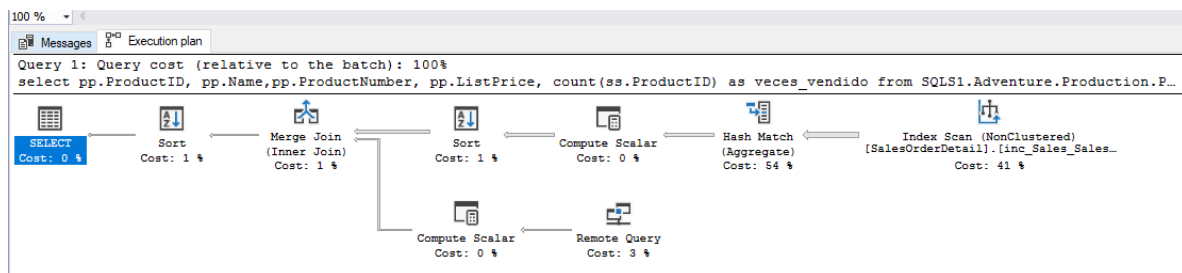 100 %
Messages Execution plan
Query 1: Query cost (relative to the batch): 100%
select pp.ProductID, pp.Name,pp.ProductNumber, pp.ListPrice, count(ss.ProductID) as veces_vendido from SQLS1.Adventure.Production.P…
SELECT
Cost: 0 %
Sort
Cost: 1 %
Merge Join
(Inner Join)
Cost: 1 %
Sort
Cost: 1 %
Compute Scalar
Cost: 0 %
Hash Match
(Aggregate)
Cost: 54 %
Index Scan (NonClustered)
[SalesOrderDetail].[inc_Sales_Sales…
Cost: 41 %
Compute Scalar
Cost: 0 %
Remote Query
Cost: 3 %